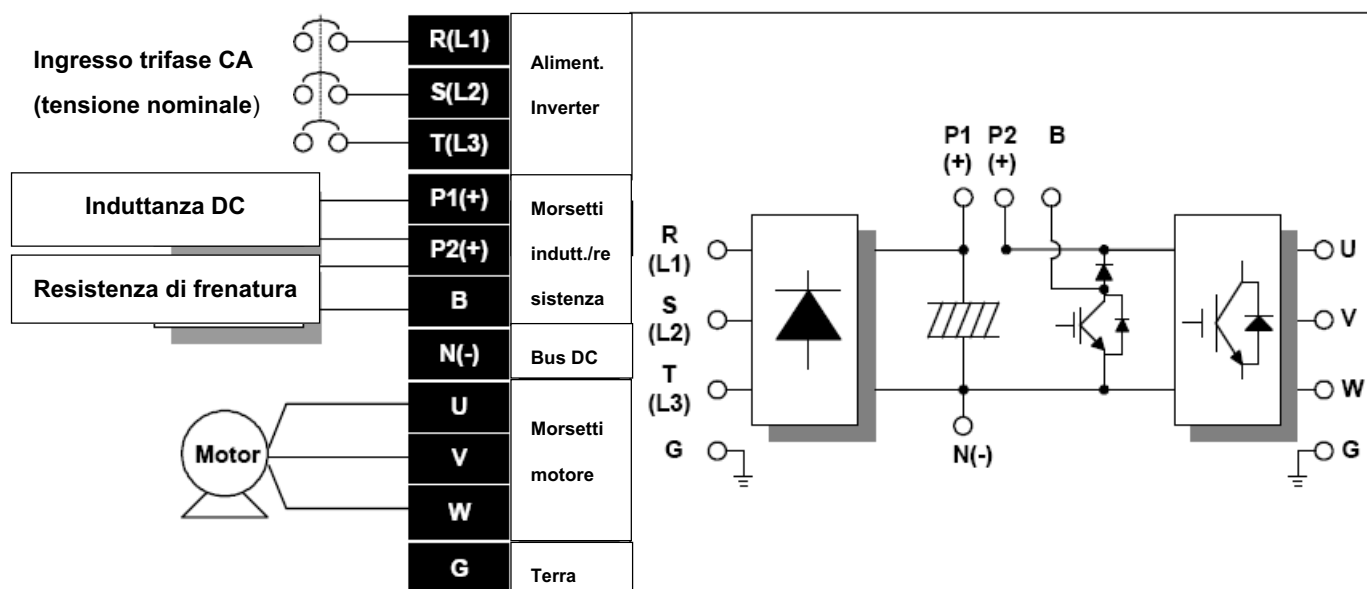 Ingresso trifase CA
(tensione nominale)
Induttanza DC
Resistenza di frenatura
Motor
R(L1)
S(L2)
T(L3)
P1(+)
P2(+)
B
N(-)
U
V
W
G
Aliment.
Inverter
Morsetti
indutt./re
sistenza
Bus DC
Morsetti
motore
Terra
P1
(+)
P2
(+)
B
R
(L1)
S
(L2)
T
(L3)
G
N(-)
U
V
W
G